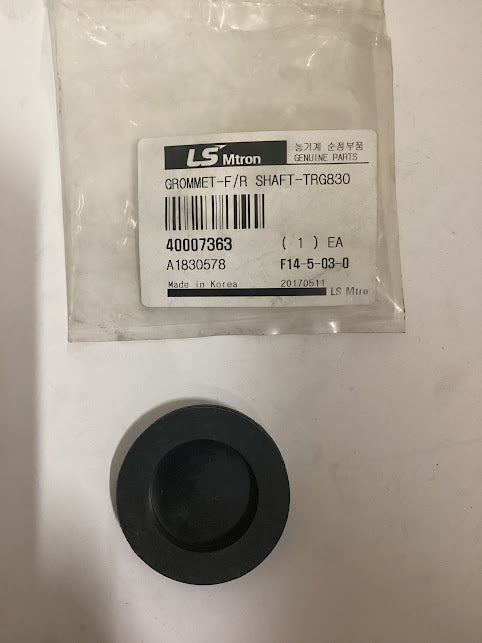 LS Mtron
농기계 순정부품
GENUINE PARTS
GROMMET-F/R SHAFT-TRG830
40007363 ( 1 ) EA
A1830578 F14-5-03-0
Made in Korea 20170511
LS Mtro